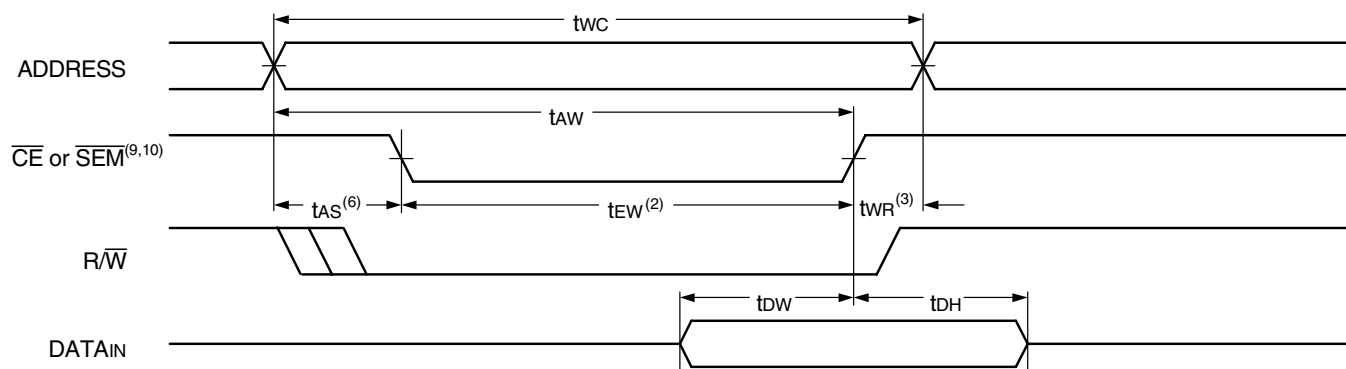 tWC
ADDRESS
tAW
CE or SEM(9,10)
tAS(6)
tEW(2)
tWR(3)
R/W
tDW
tDH
DATAIN